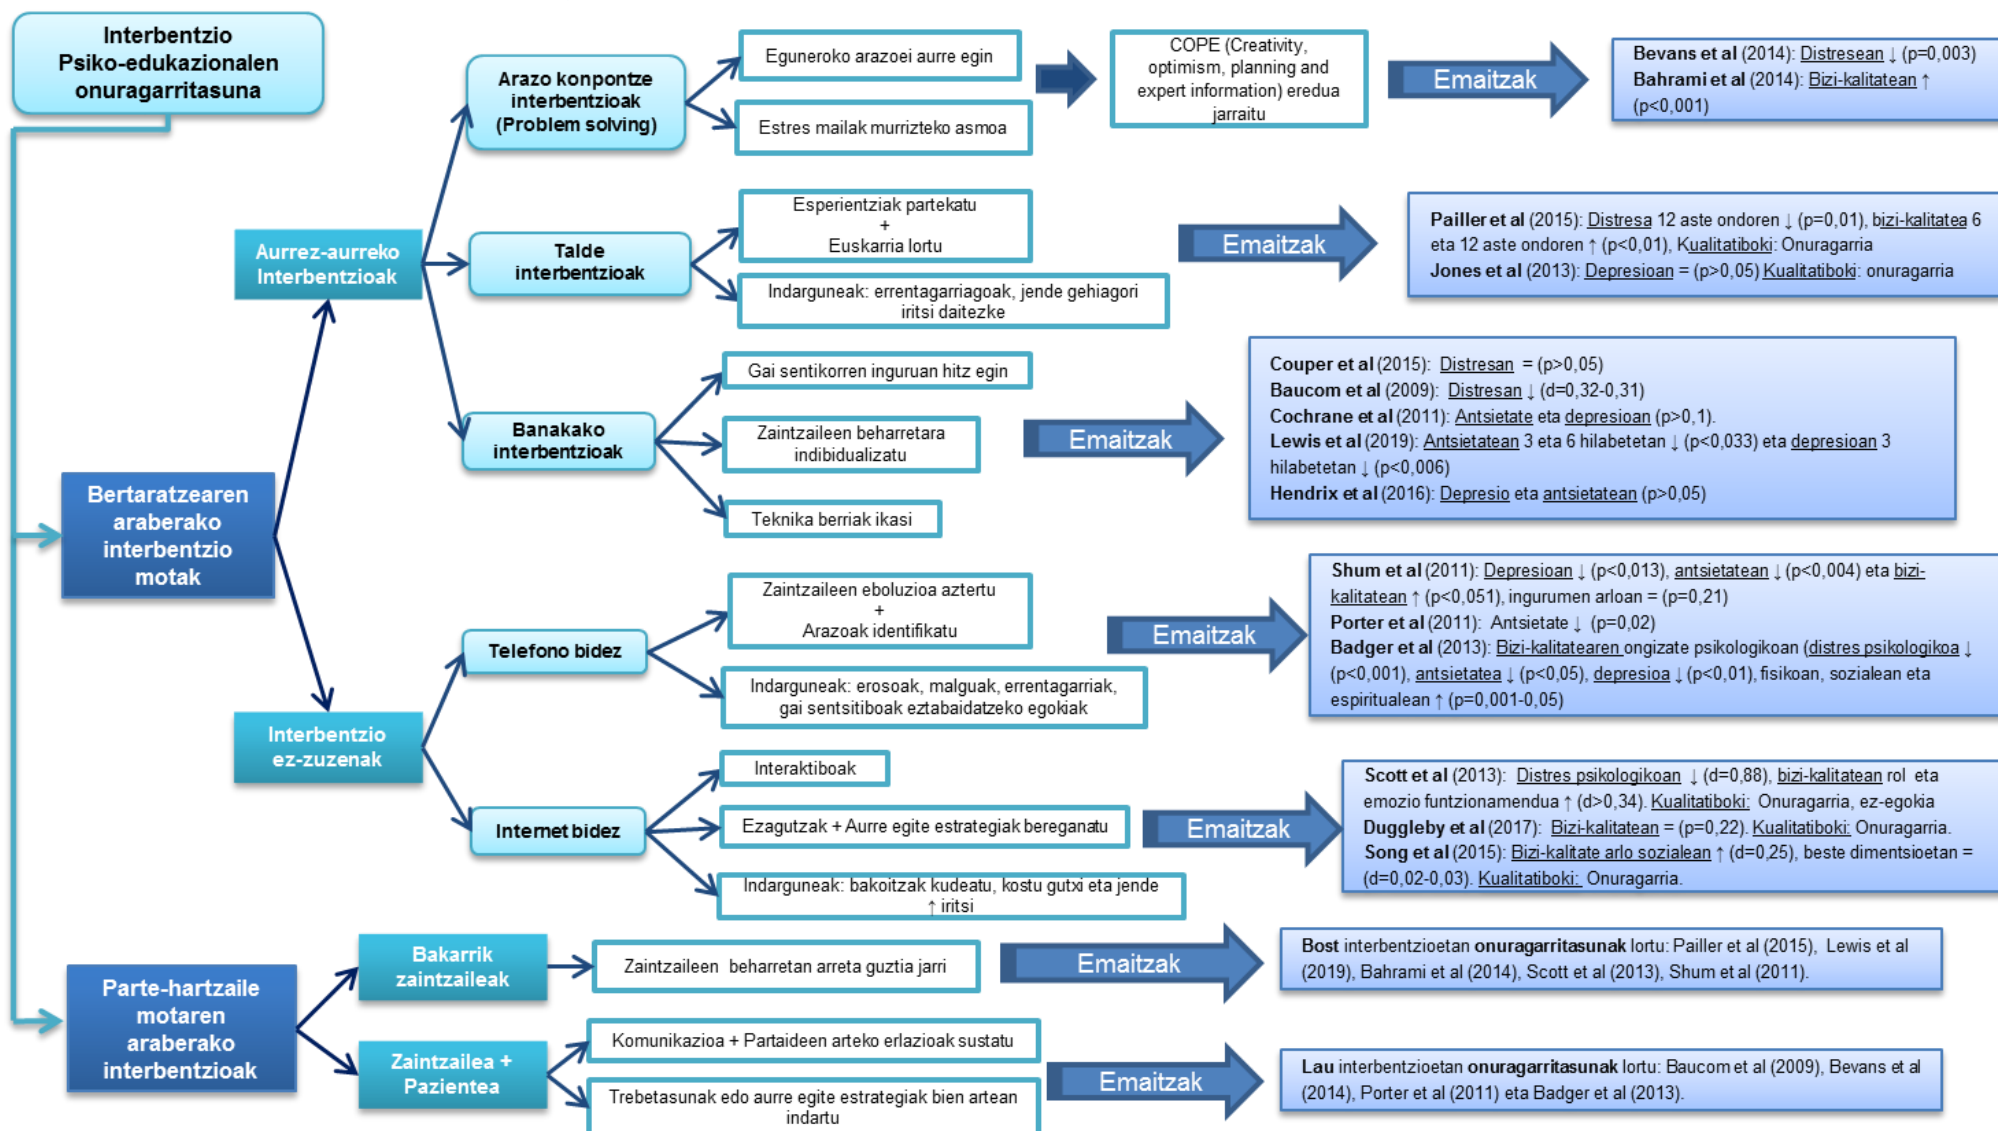 Interbentzio
Psiko-edukazionalen
onuragarritasuna
Arazo konpontze
interbentzioak
(Problem solving)
Eguneroko arazoei aurre egin
Estres mailak murrizteko asmoa
COPE (Creativity,
optimism, planning and
expert information) eredua
jarraitu
Emaitzak
Bevans et al (2014): Distresean ↓ (p=0,003)
Bahrami et al (2014): Bizi-kalitatean ↑
(p<0,001)
Aurrez-aurreko
Interbentzioak
Talde
interbentzioak
Esperientziak partekatu
+
Euskarria lortu
Indarguneak: errentagarriagoak, jende gehiagori
iritsi daitezke
Emaitzak
Pailler et al (2015): Distresa 12 aste ondoren ↓ (p=0,01), bizi-kalitatea 6
eta 12 aste ondoren ↑ (p<0,01), Kualitatiboki: Onuragarria
Jones et al (2013): Depresioan = (p>0,05) Kualitatiboki: onuragarria
Banakako
interbentzioak
Gai sentikorren inguruan hitz egin
Zaintzaileen beharretara
indibidualizatu
Teknika berriak ikasi
Emaitzak
Couper et al (2015): Distresan = (p>0,05)
Baucom et al (2009): Distresan ↓ (d=0,32-0,31)
Cochrane et al (2011): Antsietate eta depresioan (p>0,1).
Lewis et al (2019): Antsietatean 3 eta 6 hilabetetan ↓ (p<0,033) eta depresioan 3
hilabetetan ↓ (p<0,006)
Hendrix et al (2016): Depresio eta antsietatean (p>0,05)
Bertaratzearen
araberako
interbentzio
motak
Interbentzio
ez-zuzenak
Telefono bidez
Zaintzaileen eboluzioa aztertu
+
Arazoak identifikatu
Indarguneak: erosoak, malguak, errentagarriak,
gai sentsitiboak eztabaidatzeko egokiak
Emaitzak
Shum et al (2011): Depresioan ↓ (p<0,013), antsietatean ↓ (p<0,004) eta bizi-
kalitatean ↑ (p<0,051), ingurumen arloan = (p=0,21)
Porter et al (2011): Antsietate ↓ (p=0,02)
Badger et al (2013): Bizi-kalitatearen ongizate psikologikoan (distres psikologikoa ↓
(p<0,001), antsietatea ↓ (p<0,05), depresioa ↓ (p<0,01), fisikoan, sozialean eta
espiritualean ↑ (p=0,001-0,05)
Internet bidez
Interaktiboak
Ezagutzak + Aurre egite estrategiak bereganatu
Indarguneak: bakoitzak kudeatu, kostu gutxi eta jende
↑ iritsi
Emaitzak
Scott et al (2013): Distres psikologikoan ↓ (d=0,88), bizi-kalitatean rol eta
emozio funtzionamendua ↑ (d>0,34). Kualitatiboki: Onuragarria, ez-egokia
Duggleby et al (2017): Bizi-kalitatean = (p=0,22). Kualitatiboki: Onuragarria.
Song et al (2015): Bizi-kalitate arlo sozialean ↑ (d=0,25), beste dimentsioetan =
(d=0,02-0,03). Kualitatiboki: Onuragarria.
Parte-hartzaile
motaren
araberako
interbentzioak
Bakarrik
zaintzaileak
Zaintzaileen beharretan arreta guztia jarri
Emaitzak
Bost interbentzioetan onuragarritasunak lortu: Pailler et al (2015), Lewis et al
(2019), Bahrami et al (2014), Scott et al (2013), Shum et al (2011).
Zaintzailea +
Pazientea
Komunikazioa + Partaideen arteko erlazioak sustatu
Trebetasunak edo aurre egite estrategiak bien artean
indartu
Emaitzak
Lau interbentzioetan onuragarritasunak lortu: Baucom et al (2009), Bevans et al
(2014), Porter et al (2011) eta Badger et al (2013).